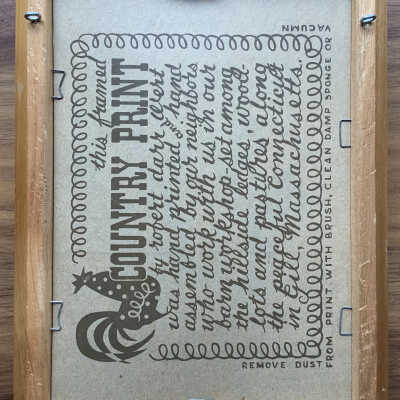 this framed
COUNTRY PRINT
by robert darr wert
was hand printed and hand
assembled by our neighbors
who work with us in our
barn workshop-set among
the hillside ledges, wood-
lots and pastures along
the peaceful Connecticut
in Gill, Massachusetts.
REMOVE DUST
FROM PRINT WITH BRUSH, CLEAN DAMP SPONGE OR
VACUMN